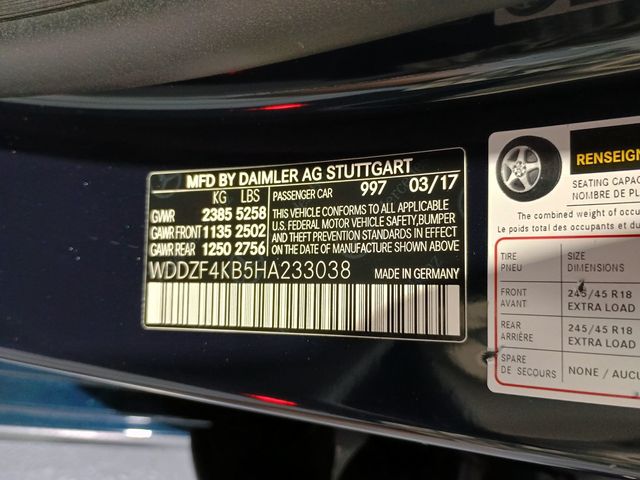 MFD BY DAIMLER AG STUTTGART
KG LBS PASSENGER CAR 997 03/17
GVWR 2385 5258
GAWR FRONT 1135 2502
GAWR REAR 1250 2756
THIS VEHICLE CONFORMS TO ALL APPLICABLE
U.S. FEDERAL MOTOR VEHICLE SAFETY, BUMPER
AND THEFT PREVENTION STANDARDS IN EFFECT
ON THE DATE OF MANUFACTURE SHOWN ABOVE
WDDZF4KB5HA233038 MADE IN GERMANY
SEATING
NOMBRE DE
The combined weight of
Le poids total des occupants et du
TIRE
PNEU
SIZE
DIMENSIONS
FRONT
AVANT
245/45 R18
EXTRA LOAD
REAR
ARRIÈRE
245/45 R18
EXTRA LOAD
SPARE
DE SECOURS
NONE /